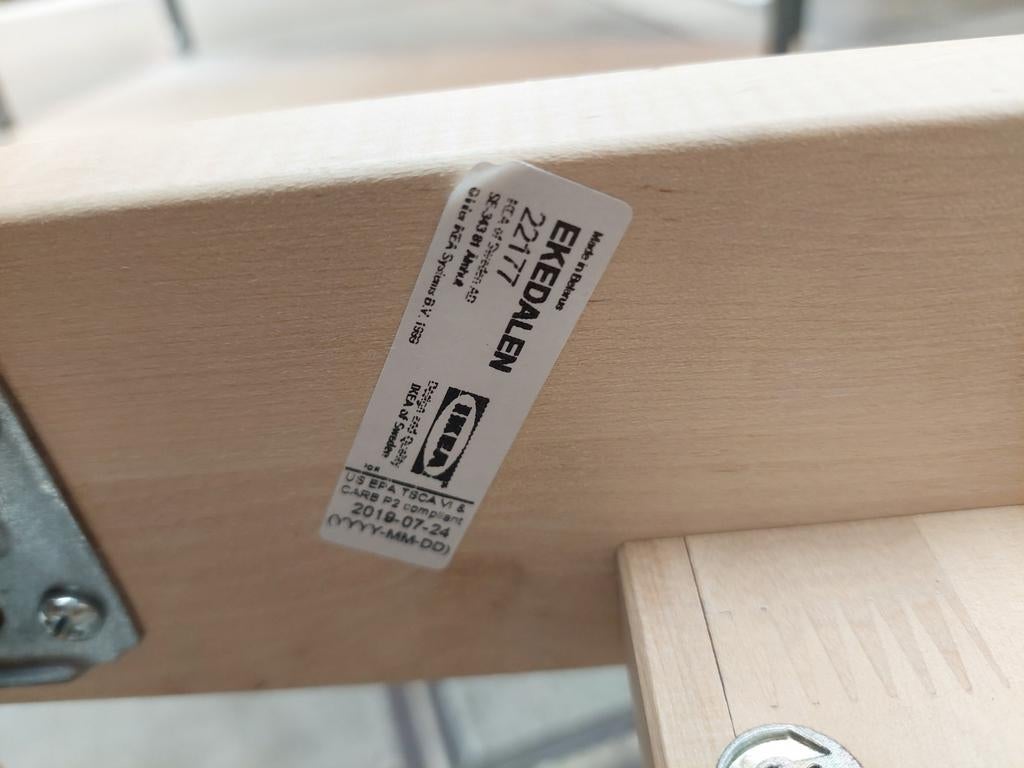 Made in Belarus
EKEDALEN
22177
IKEA of Sweden AB
SE-343 81 Älmhult
© Inter IKEA Systems B.V. 1999
IKEA
Design and Quality
IKEA of Sweden
US EPA TSCA VI &
CARB P2 compliant
2019-07-24
(YYYY-MM-DD)